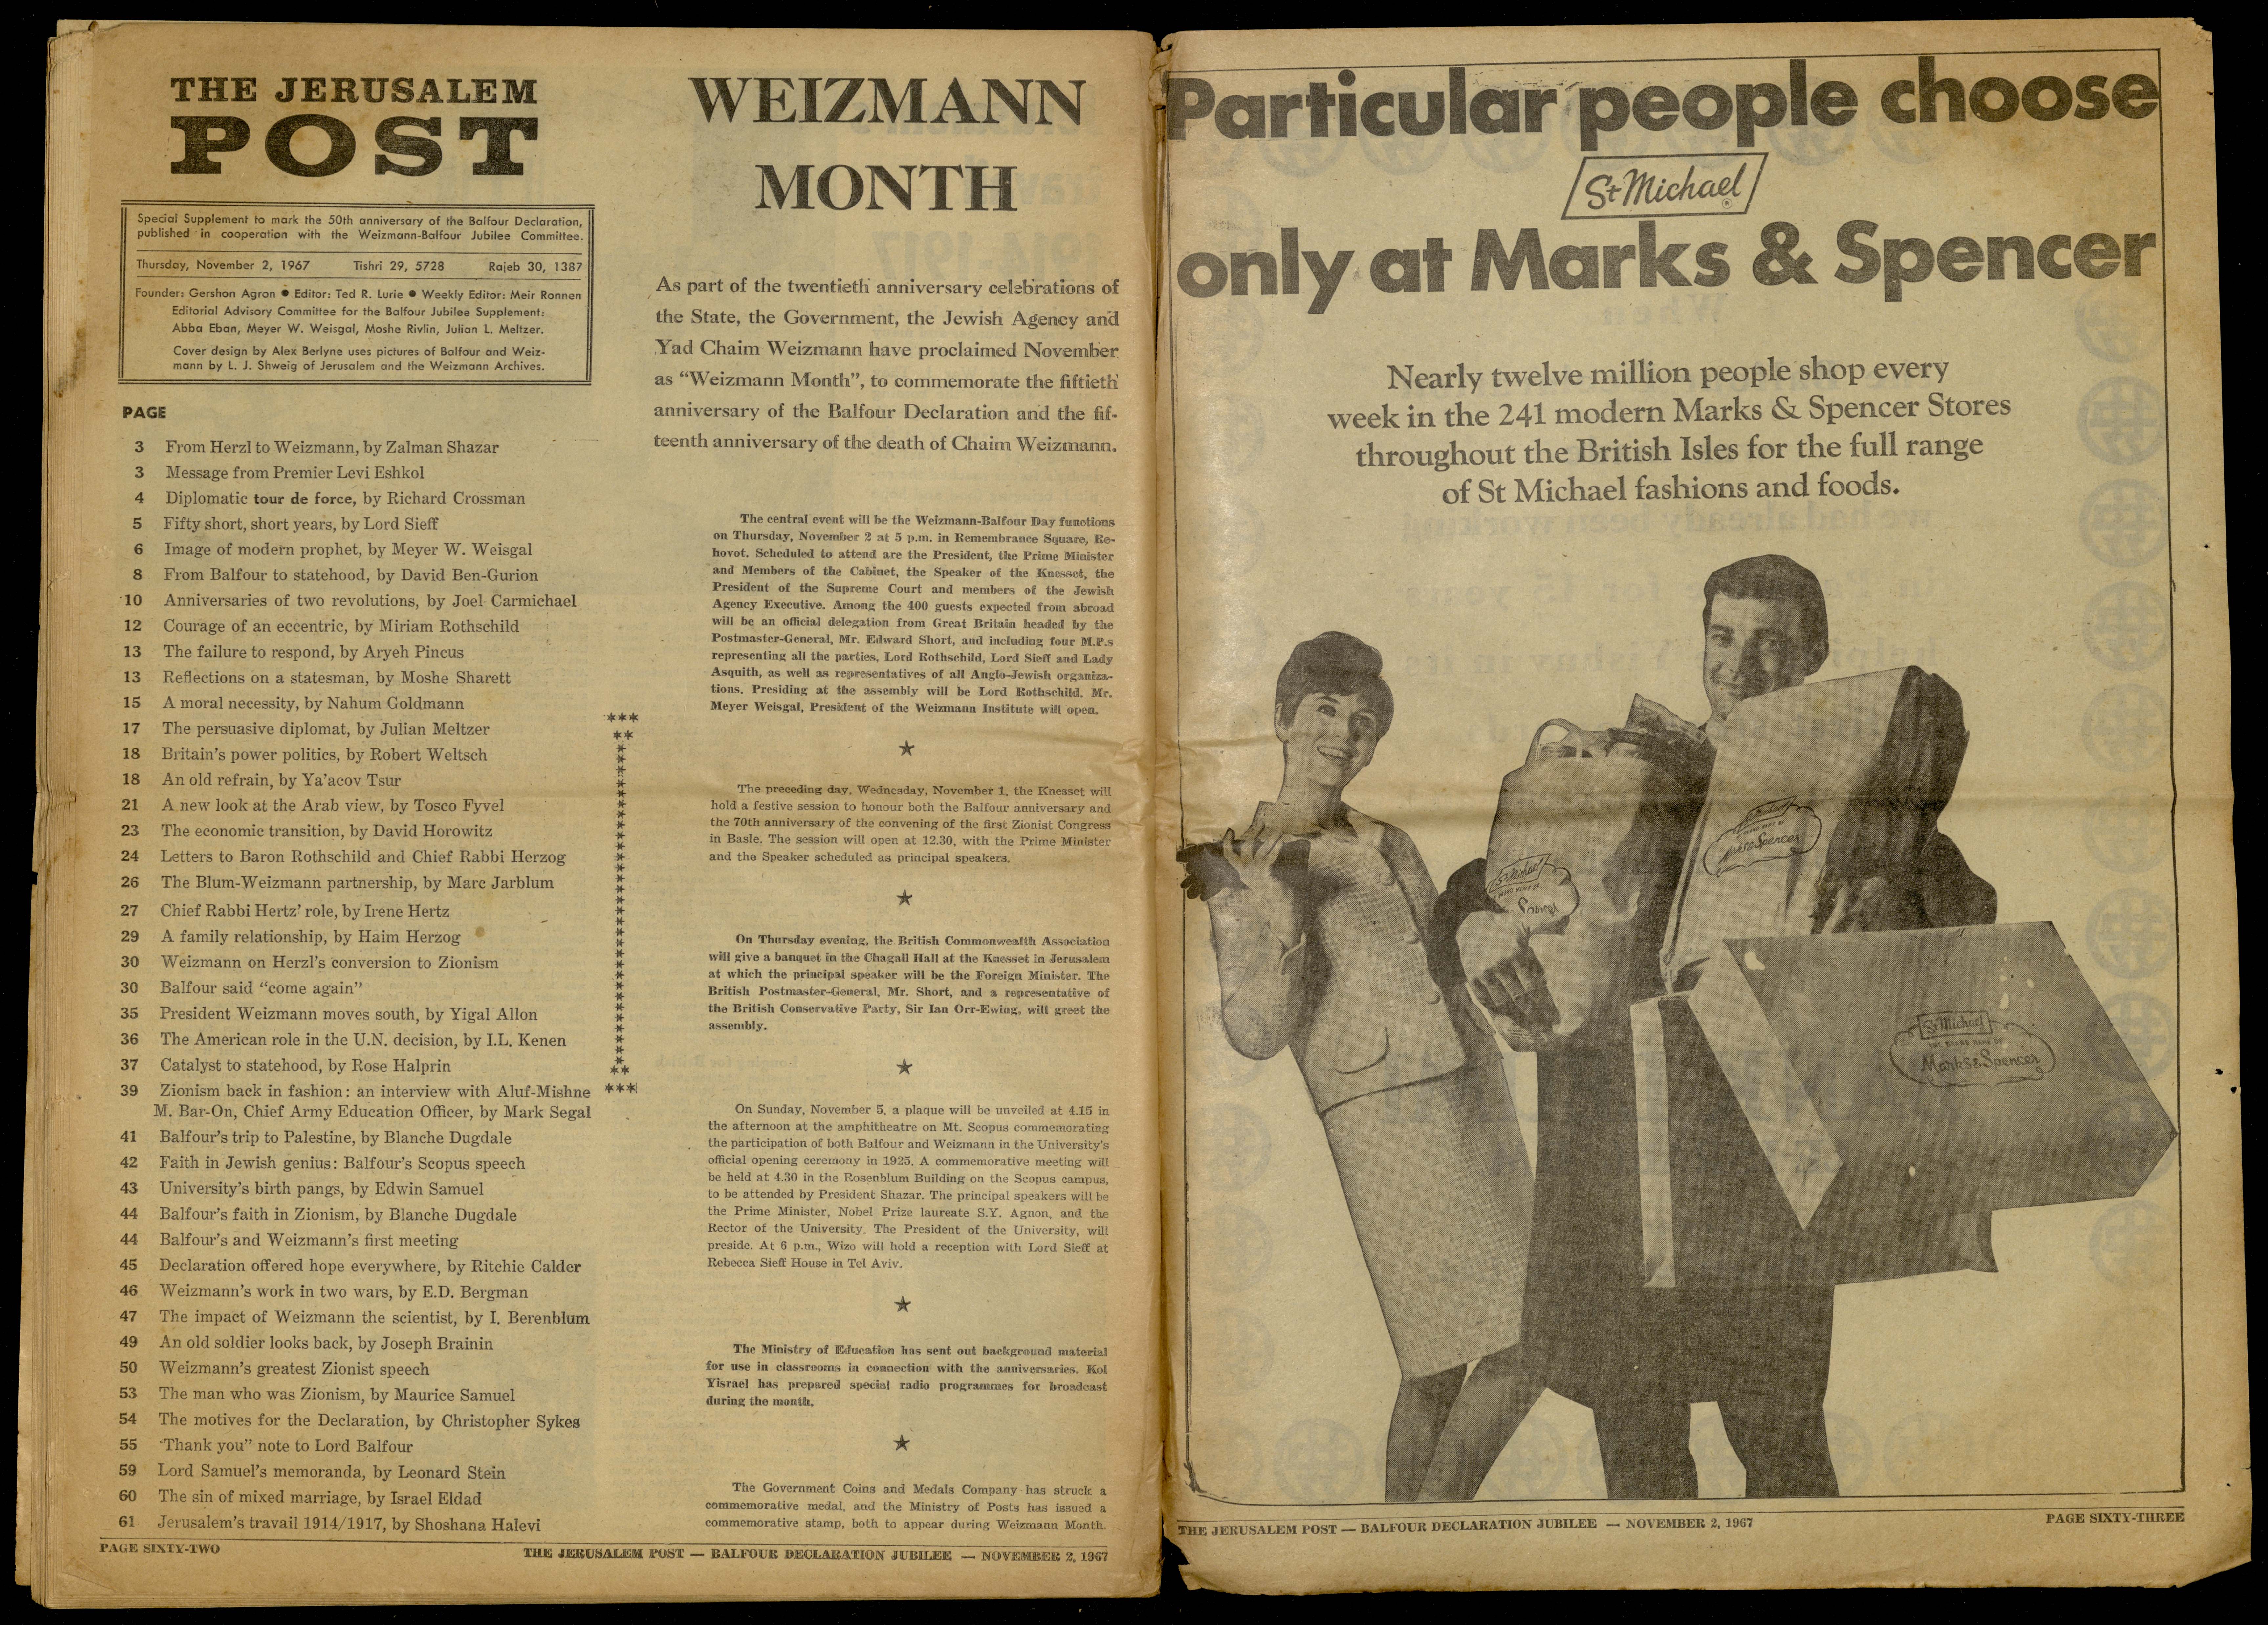 THE JERUSALEM
POST
Special Supplement to mark the 50th anniversary of the Balfour Declaration,
published in cooperation with the Weizmann-Balfour Jubilee Committee.
Thursday, November 2, 1967 Tishri 29, 5728 Rajeb 30, 1387
Founder: Gershon Agron ● Editor: Ted R. Lurie ● Weekly Editor: Meir Ronnen
Editorial Advisory Committee for the Balfour Jubilee Supplement:
Abba Eban, Meyer W. Weisgal, Moshe Rivlin, Julian L. Meltzer.
Cover design by Alex Berlyne uses pictures of Balfour and Weiz-
mann by L. J. Shweig of Jerusalem and the Weizmann Archives.
PAGE
3 From Herzl to Weizmann, by Zalman Shazar
3 Message from Premier Levi Eshkol
4 Diplomatic tour de force, by Richard Crossman
5 Fifty short, short years, by Lord Sieff
6 Image of modern prophet, by Meyer W. Weisgal
8 From Balfour to statehood, by David Ben-Gurion
10 Anniversaries of two revolutions, by Joel Carmichael
12 Courage of an eccentric, by Miriam Rothschild
13 The failure to respond, by Aryeh Pincus
13 Reflections on a statesman, by Moshe Sharett
15 A moral necessity, by Nahum Goldmann
17 The persuasive diplomat, by Julian Meltzer
18 Britain's power politics, by Robert Weltsch
18 An old refrain, by Ya'acov Tsur
21 A new look at the Arab view, by Tosco Fyvel
23 The economic transition, by David Horowitz
24 Letters to Baron Rothschild and Chief Rabbi Herzog
26 The Blum-Weizmann partnership, by Marc Jarblum
27 Chief Rabbi Hertz' role, by Irene Hertz
29 A family relationship, by Haim Herzog
30 Weizmann on Herzl's conversion to Zionism
30 Balfour said "come again"
35 President Weizmann moves south, by Yigal Allon
36 The American role in the U.N. decision, by I.L. Kenen
37 Catalyst to statehood, by Rose Halprin
39 Zionism back in fashion: an interview with Aluf-Mishne
M. Bar-On, Chief Army Education Officer, by Mark Segal
41 Balfour's trip to Palestine, by Blanche Dugdale
42 Faith in Jewish genius: Balfour's Scopus speech
43 University's birth pangs, by Edwin Samuel
44 Balfour's faith in Zionism, by Blanche Dugdale
44 Balfour's and Weizmann's first meeting
45 Declaration offered hope everywhere, by Ritchie Calder
46 Weizmann's work in two wars, by E.D. Bergman
47 The impact of Weizmann the scientist, by I. Berenblum
49 An old soldier looks back, by Joseph Brainin
50 Weizmann's greatest Zionist speech
53 The man who was Zionism, by Maurice Samuel
54 The motives for the Declaration, by Christopher Sykes
55 'Thank you" note to Lord Balfour
59 Lord Samuel's memoranda, by Leonard Stein
60 The sin of mixed marriage, by Israel Eldad
61 Jerusalem's travail 1914/1917, by Shoshana Halevi
WEIZMANN
MONTH
As part of the twentieth anniversary celebrations of
the State, the Government, the Jewish Agency and
Yad Chaim Weizmann have proclaimed November
as "Weizmann Month", to commemorate the fiftieth
anniversary of the Balfour Declaration and the fif-
teenth anniversary of the death of Chaim Weizmann.
The central event will be the Weizmann-Balfour Day functions
on Thursday, November 2 at 5 p.m. in Remembrance Square, Re-
hovot. Scheduled to attend are the President, the Prime Minister
and Members of the Cabinet, the Speaker of the Knesset, the
President of the Supreme Court and members of the Jewish
Agency Executive. Among the 400 guests expected from abroad
will be an official delegation from Great Britain headed by the
Postmaster-General, Mr. Edward Short, and including four M.P.s
representing all the parties, Lord Rothschild, Lord Sieff and Lady
Asquith, as well as representatives of all Anglo-Jewish organiza-
tions. Presiding at the assembly will be Lord Rothschild. Mr.
Meyer Weisgal, President of the Weizmann Institute will open.
The preceding day, Wednesday, November 1, the Knesset will
hold a festive session to honour both the Balfour anniversary and
the 70th anniversary of the convening of the first Zionist Congress
in Basle. The session will open at 12.30, with the Prime Minister
and the Speaker scheduled as principal speakers.
On Thursday evening, the British Commonwealth Association
will give a banquet in the Chagall Hall at the Knesset in Jerusalem
at which the principal speaker will be the Foreign Minister. The
British Postmaster-General, Mr. Short, and a representative of
the British Conservative Party, Sir Ian Orr-Ewing, will greet the
assembly.
On Sunday, November 5, a plaque will be unveiled at 4.15 in
the afternoon at the amphitheatre on Mt. Scopus commemorating
the participation of both Balfour and Weizmann in the University's
official opening ceremony in 1925. A commemorative meeting will
be held at 4.30 in the Rosenblum Building on the Scopus campus,
to be attended by President Shazar. The principal speakers will be
the Prime Minister, Nobel Prize laureate S.Y. Agnon, and the
Rector of the University. The President of the University, will
preside. At 6 p.m., Wizo will hold a reception with Lord Sieff at
Rebecca Sieff House in Tel Aviv.
The Ministry of Education has sent out background material
for use in classrooms in connection with the anniversaries. Kol
Yisrael has prepared special radio programmes for broadcast
during the month.
The Government Coins and Medals Company has struck a
commemorative medal, and the Ministry of Posts has issued a
commemorative stamp, both to appear during Weizmann Month.
PAGE SIXTY-TWO
THE JERUSALEM POST — BALFOUR DECLARATION JUBILEE — NOVEMBER 2, 1967
Particular people choose
St Michael ®
only at Marks & Spencer
Nearly twelve million people shop every
week in the 241 modern Marks & Spencer Stores
throughout the British Isles for the full range
of St Michael fashions and foods.
St Michael
Spencer
St Michael
Marks & Spencer
St Michael
THE BRAND NAME OF
Marks & Spencer
THE JERUSALEM POST — BALFOUR DECLARATION JUBILEE — NOVEMBER 2, 1967
PAGE SIXTY-THREE